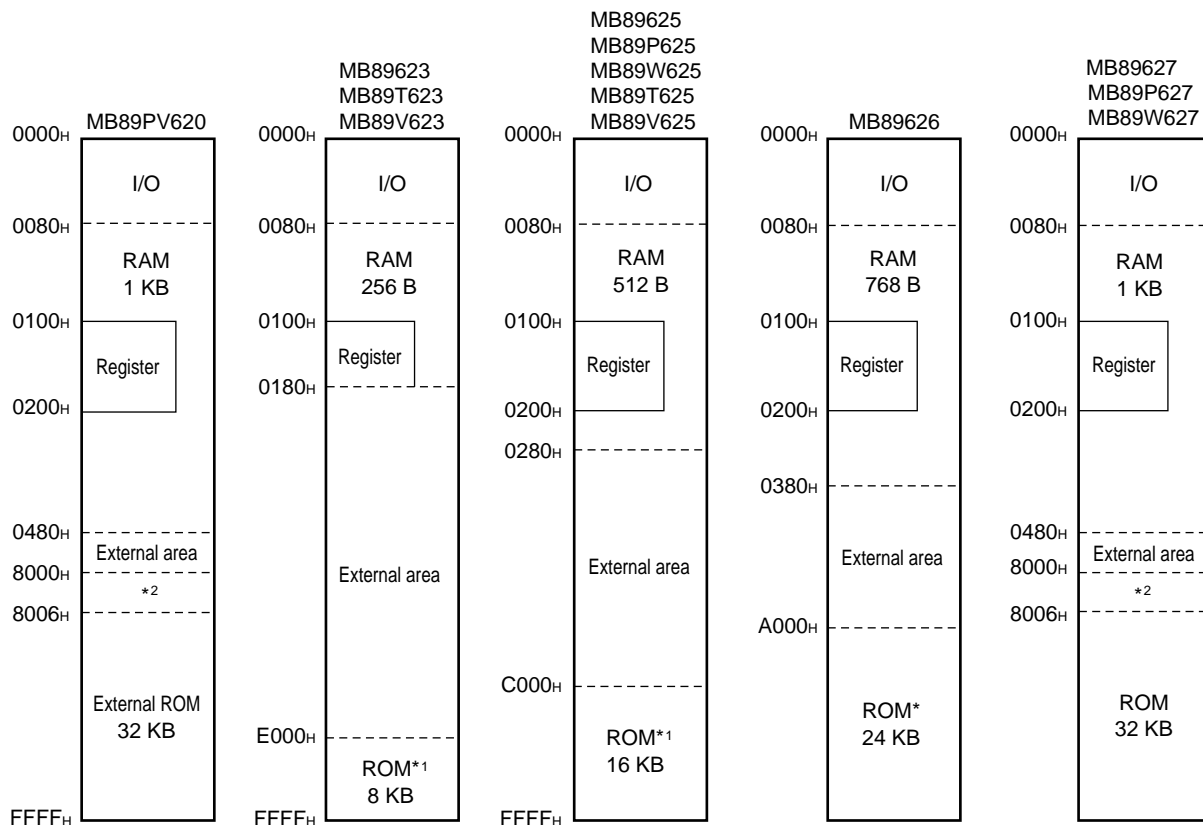 MB89PV620
0000H
I/O
0080H
RAM
1 KB
0100H
Register
0200H
0480H
External area
8000H
*2
8006H
External ROM
32 KB
FFFFH
MB89623
MB89T623
MB89V623
0000H
I/O
0080H
RAM
256 B
0100H
Register
0180H
External area
E000H
ROM*1
8 KB
FFFFH
MB89625
MB89P625
MB89W625
MB89T625
MB89V625
0000H
I/O
0080H
RAM
512 B
0100H
Register
0200H
0280H
External area
C000H
ROM*1
16 KB
FFFFH
MB89626
0000H
I/O
0080H
RAM
768 B
0100H
Register
0200H
0380H
External area
A000H
ROM*
24 KB
MB89627
MB89P627
MB89W627
0000H
I/O
0080H
RAM
1 KB
0100H
Register
0200H
0480H
External area
8000H
*2
8006H
ROM
32 KB